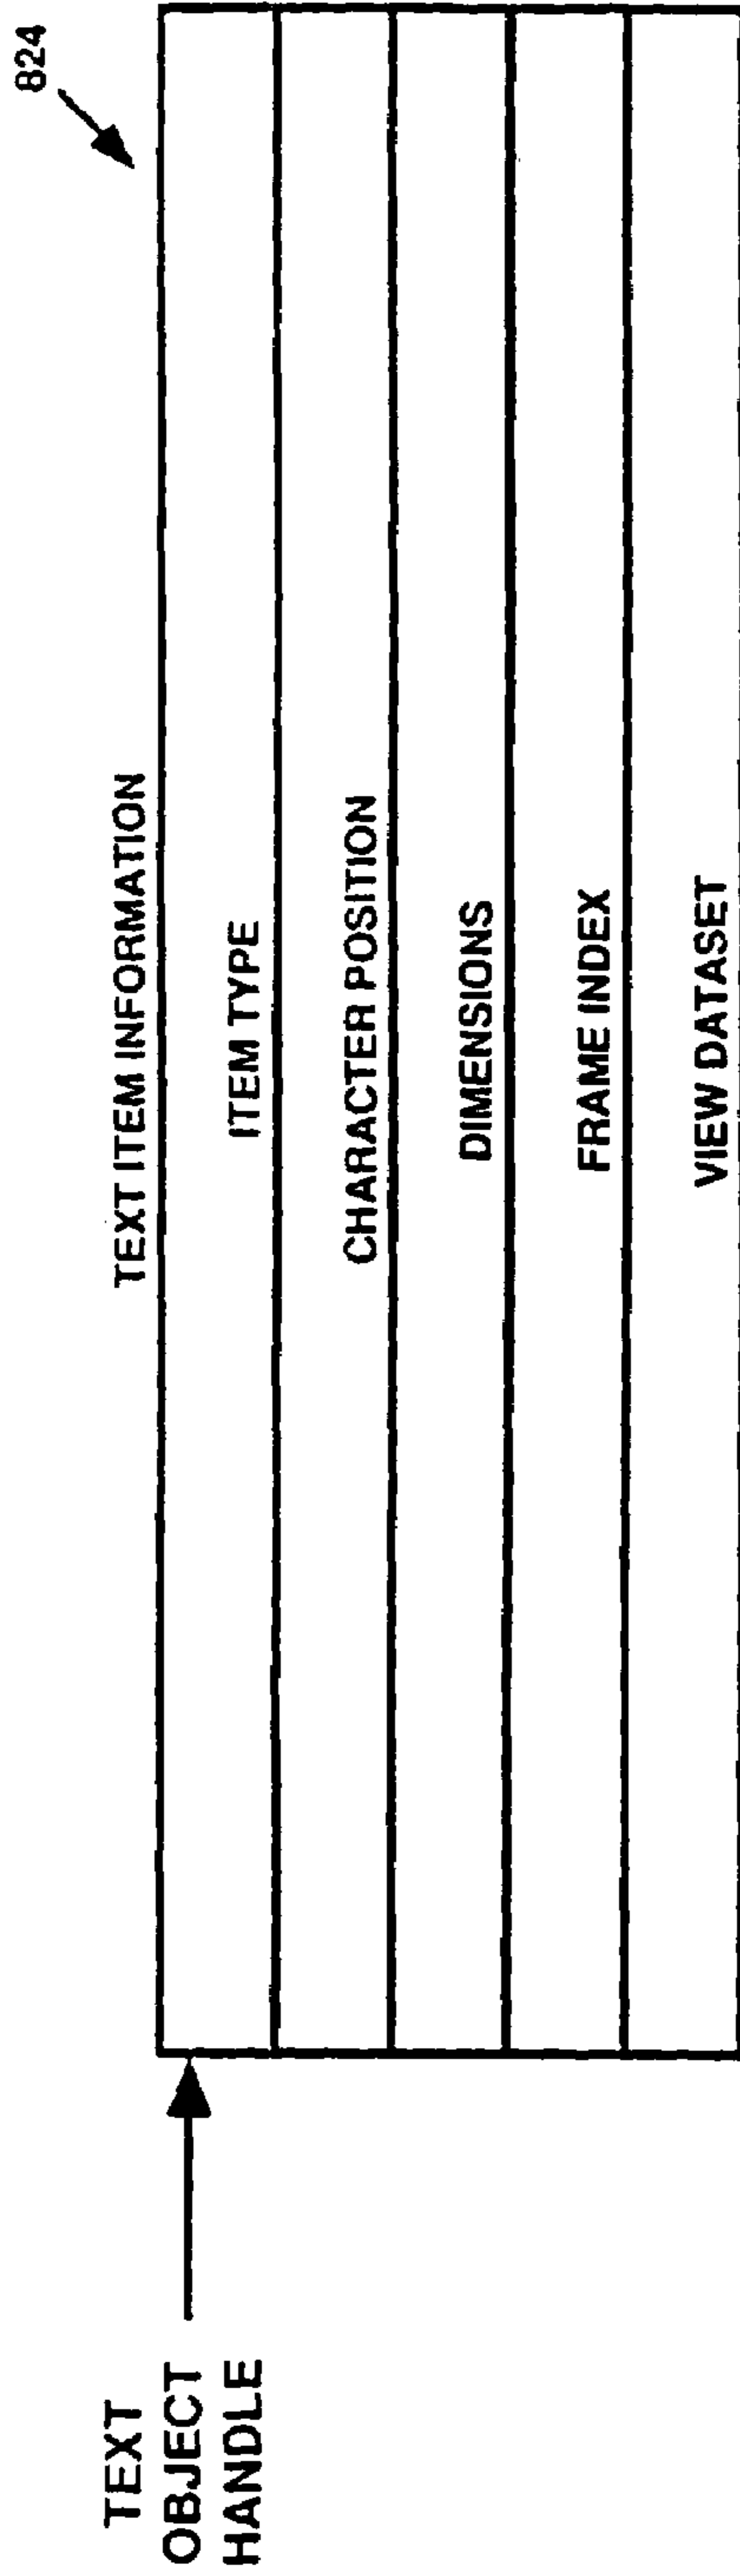 824
TEXT ITEM INFORMATION
TEXT
OBJECT
HANDLE
ITEM TYPE
CHARACTER POSITION
DIMENSIONS
FRAME INDEX
VIEW DATASET